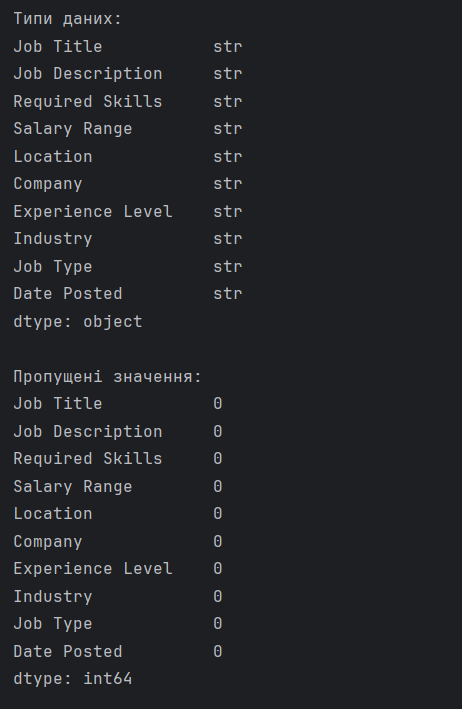 Типи даних:
Job Title           str
Job Description     str
Required Skills     str
Salary Range        str
Location            str
Company             str
Experience Level    str
Industry            str
Job Type            str
Date Posted         str
dtype: object

Пропущені значення:
Job Title           0
Job Description     0
Required Skills     0
Salary Range        0
Location            0
Company             0
Experience Level    0
Industry            0
Job Type            0
Date Posted         0
dtype: int64